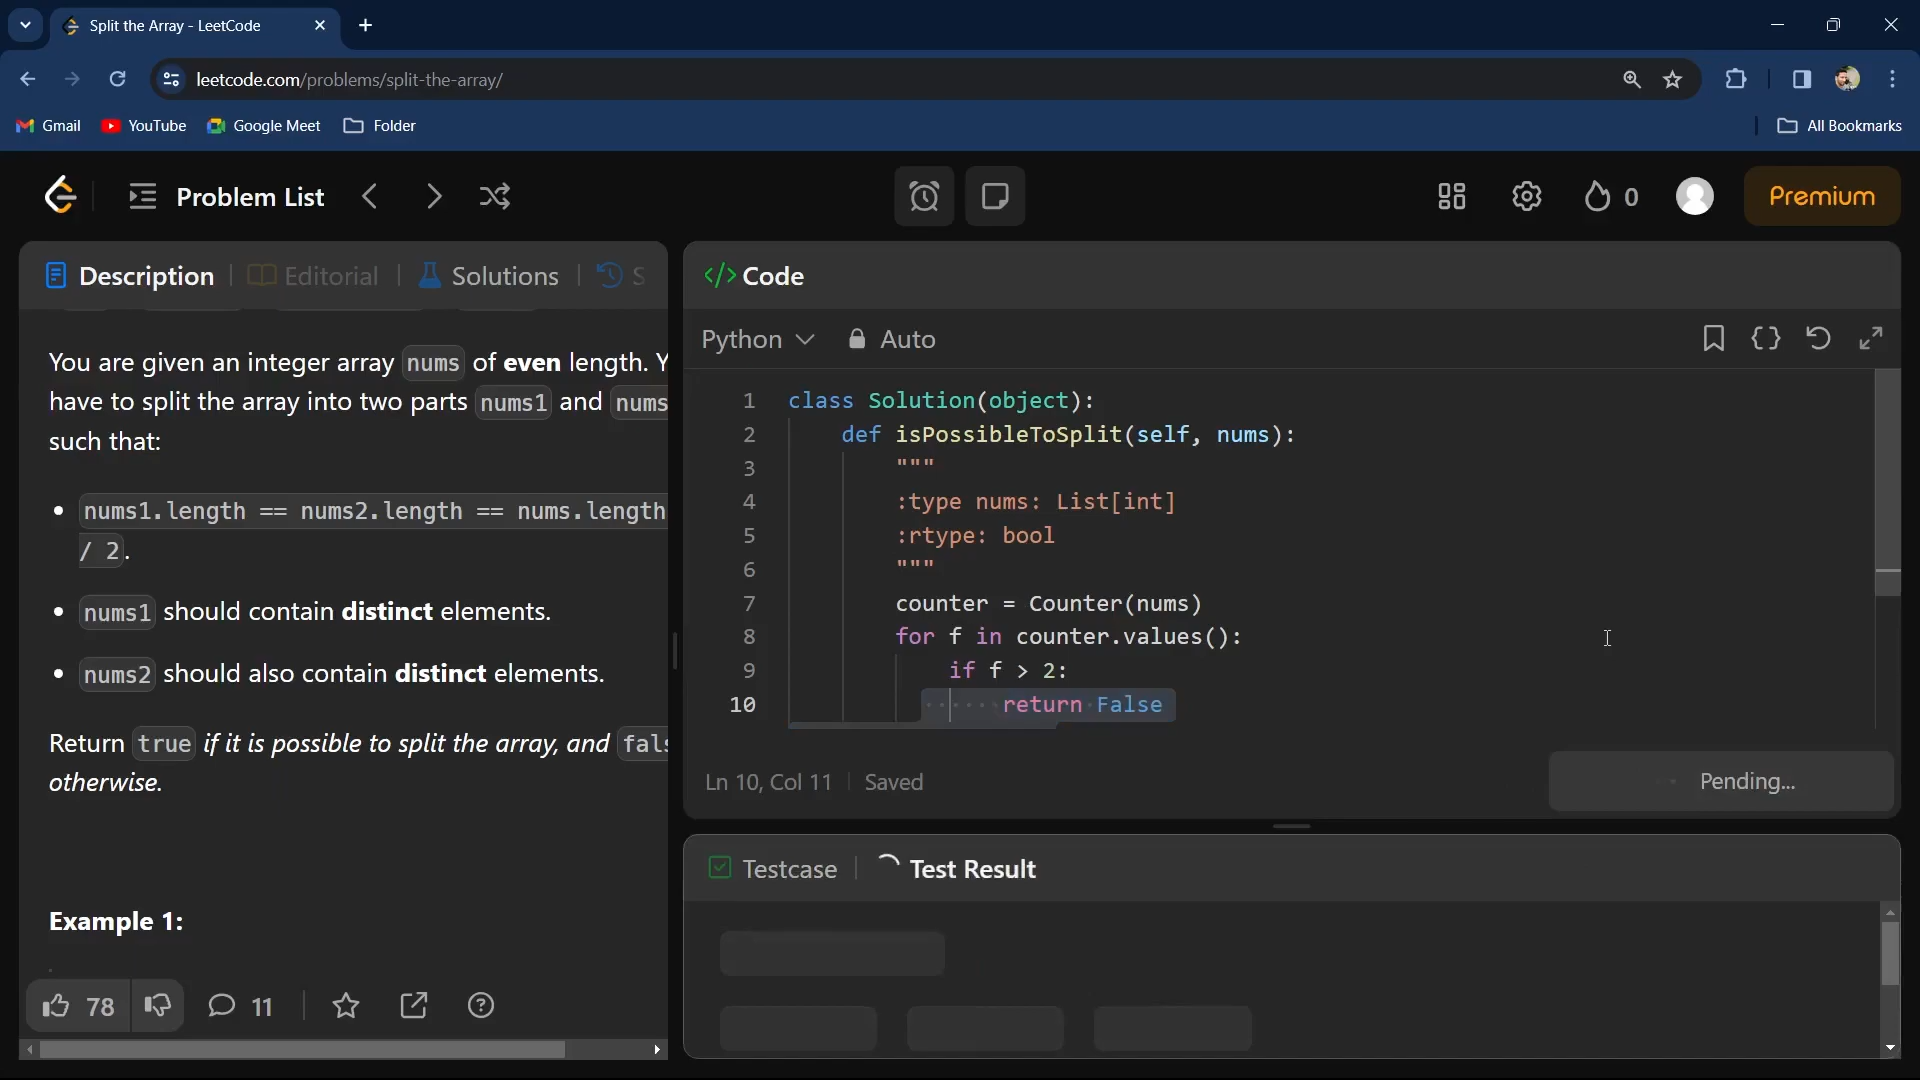 Split the Array - LeetCode
leetcode.com/problems/split-the-array/
Gmail YouTube Google Meet Folder All Bookmarks
Problem List 0 Premium
Description Editorial Solutions S
You are given an integer array nums of even length. Y
have to split the array into two parts nums1 and nums
such that:
nums1.length == nums2.length == nums.length
/ 2.
nums1 should contain distinct elements.
nums2 should also contain distinct elements.
Return true if it is possible to split the array, and fals
otherwise.
Example 1:
78 11
</> Code
Python Auto
1 class Solution(object):
2 def isPossibleToSplit(self, nums):
3 """
4 :type nums: List[int]
5 :rtype: bool
6 """
7 counter = Counter(nums)
8 for f in counter.values():
9 if f > 2:
10 return False
Ln 10, Col 11 Saved
Pending...
Testcase Test Result